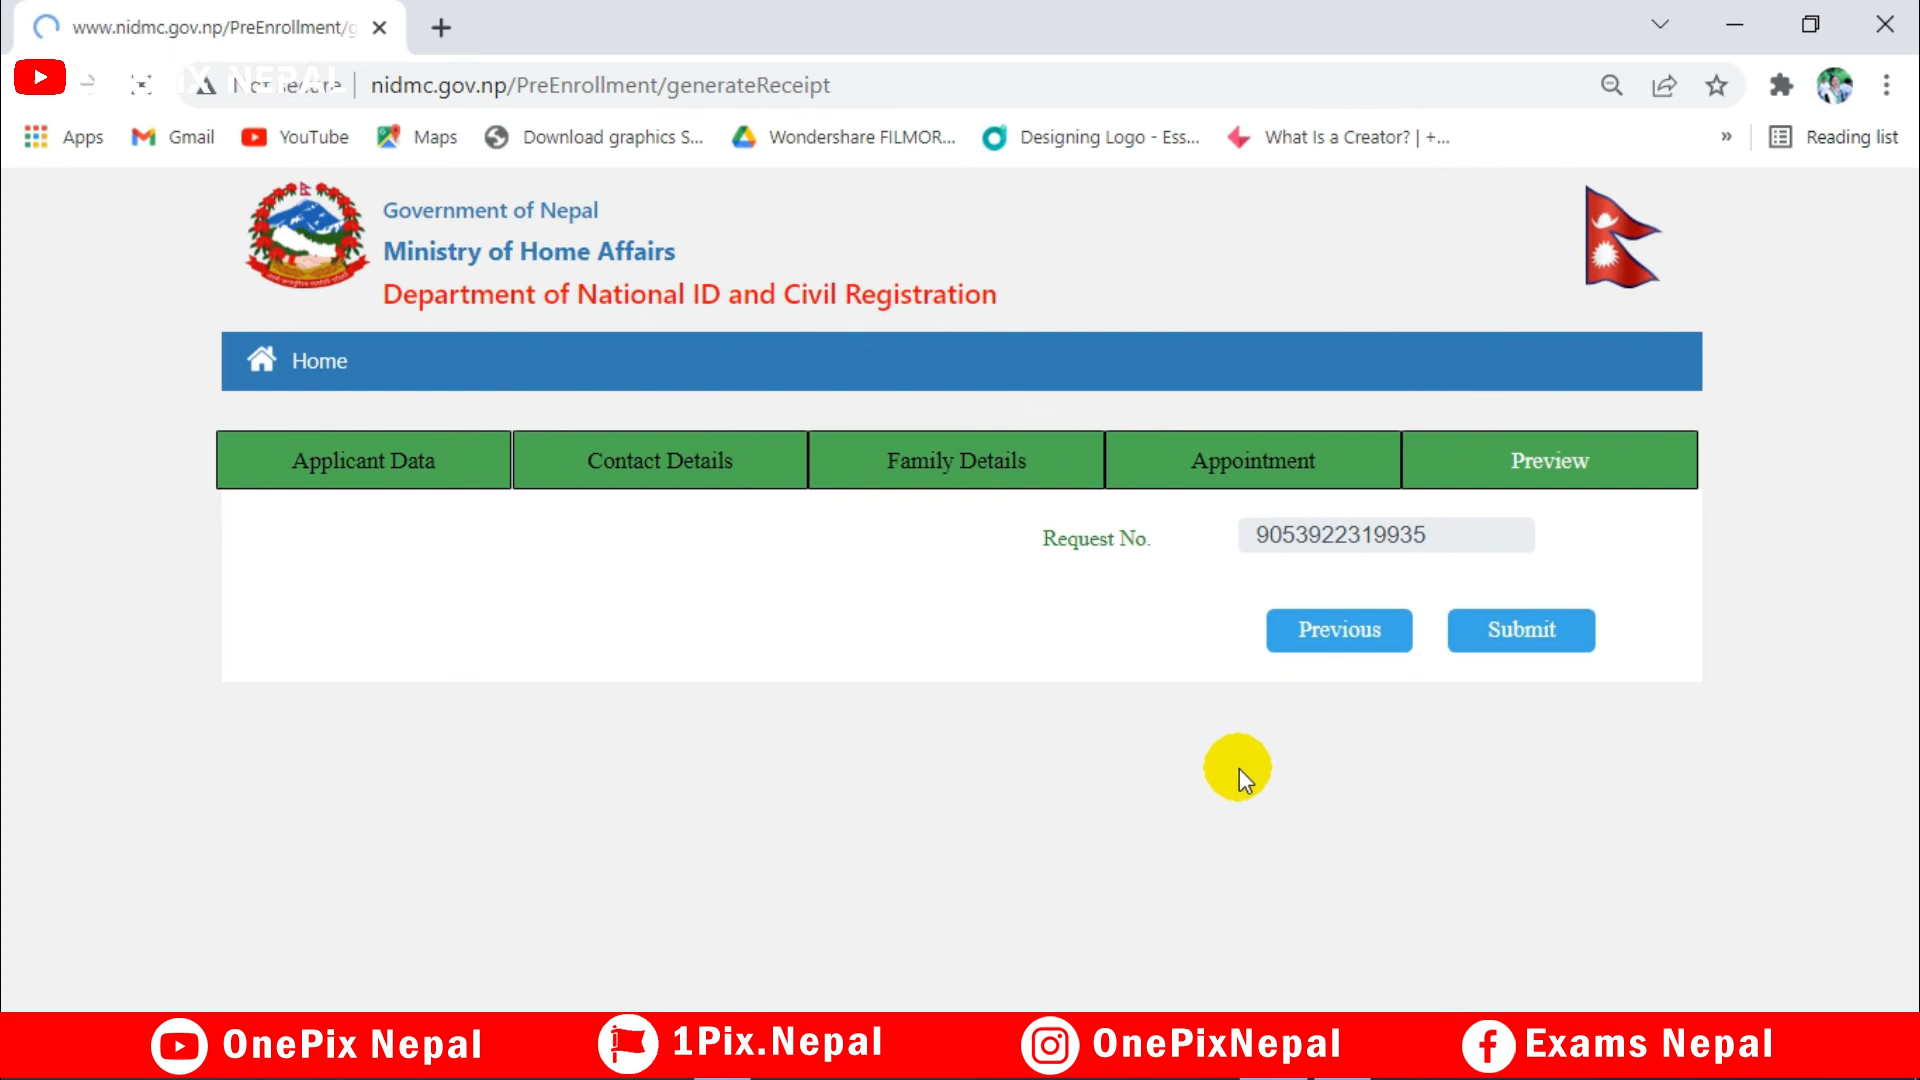 www.nidmc.gov.np/PreEnrollment/g
Not secure
nidmc.gov.np/PreEnrollment/generateReceipt
Apps
Gmail
YouTube
Maps
Download graphics S...
Wondershare FILMOR...
Designing Logo - Ess...
What Is a Creator? | +...
»
Reading list
Government of Nepal
Ministry of Home Affairs
Department of National ID and Civil Registration
Home
Applicant Data
Contact Details
Family Details
Appointment
Preview
Request No.
9053922319935
Previous
Submit
OnePix Nepal
1Pix.Nepal
OnePixNepal
Exams Nepal